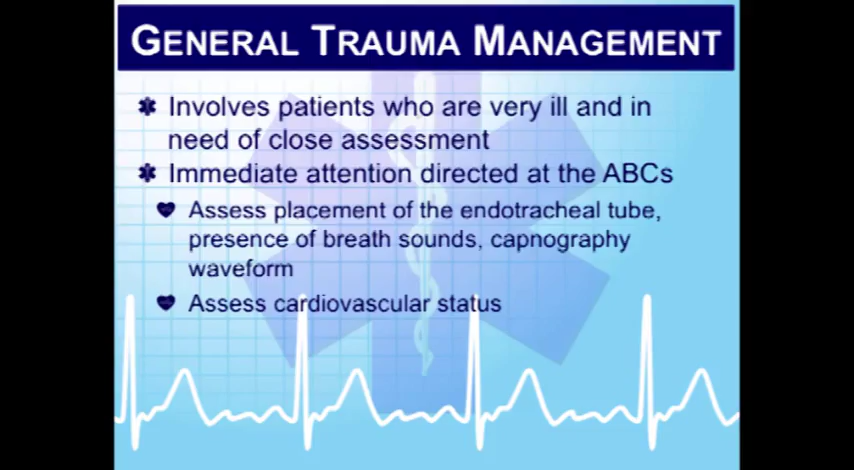 GENERAL TRAUMA MANAGEMENT
Involves patients who are very ill and in
need of close assessment
Immediate attention directed at the ABCs
Assess placement of the endotracheal tube,
presence of breath sounds, capnography
waveform
Assess cardiovascular status